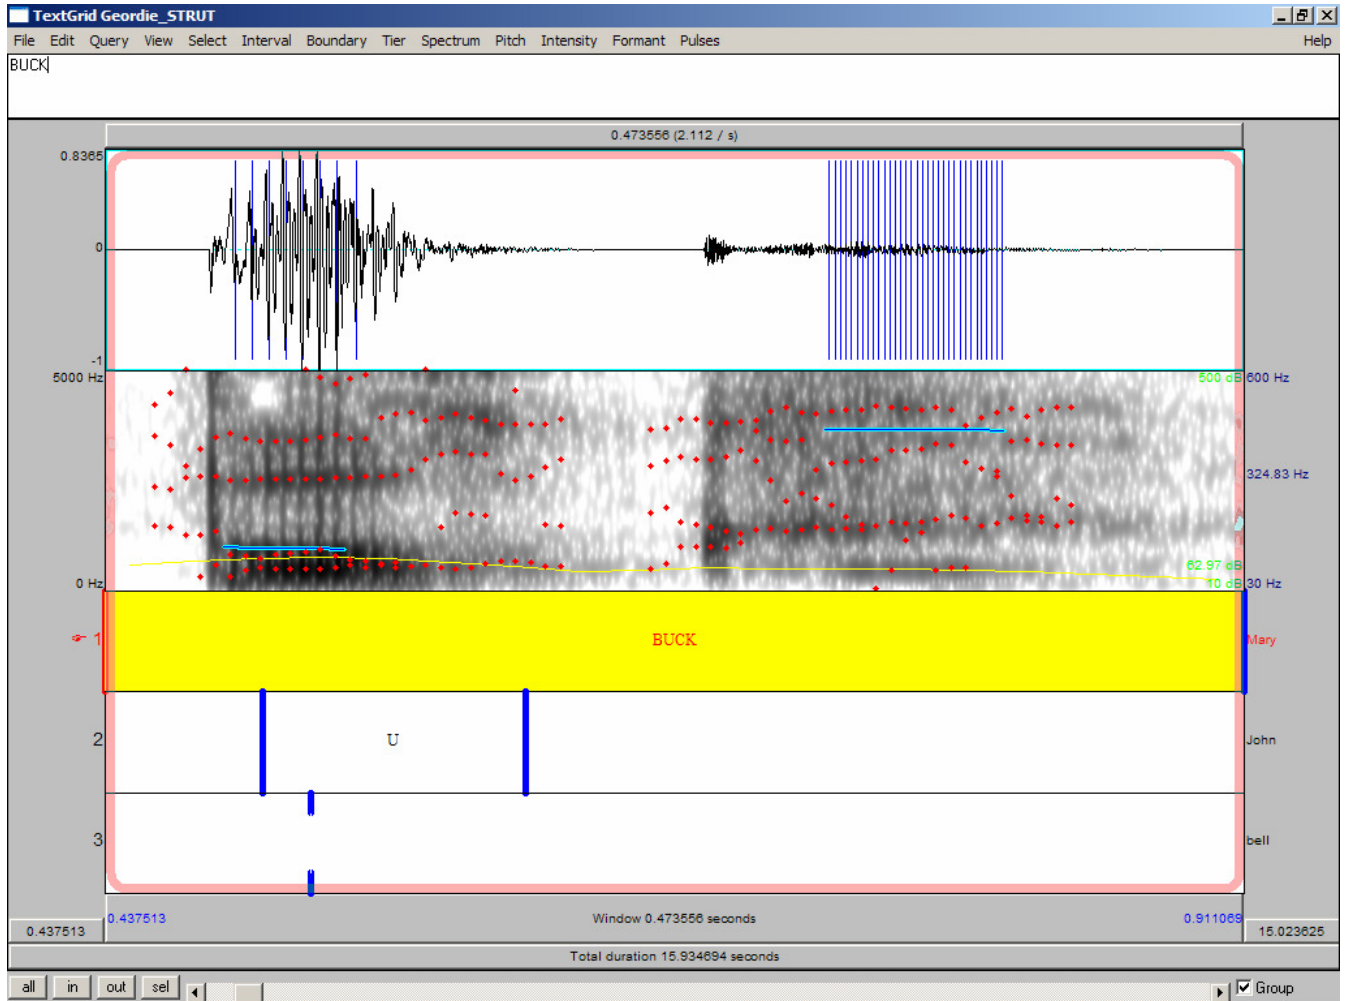 TextGrid Geordie_STRUT
File Edit Query View Select Interval Boundary Tier Spectrum Pitch Intensity Formant Pulses Help
BUCK
0.473556 (2.112 / s)
0.8365
0
-1
5000 Hz 500 dB 600 Hz
324.83 Hz
62.97 dB
0 Hz 10 dB 30 Hz
1 BUCK Mary
2 U John
3 bell
0.437513 Window 0.473556 seconds 0.911069
0.437513 15.023625
Total duration 15.934694 seconds
all in out sel Group